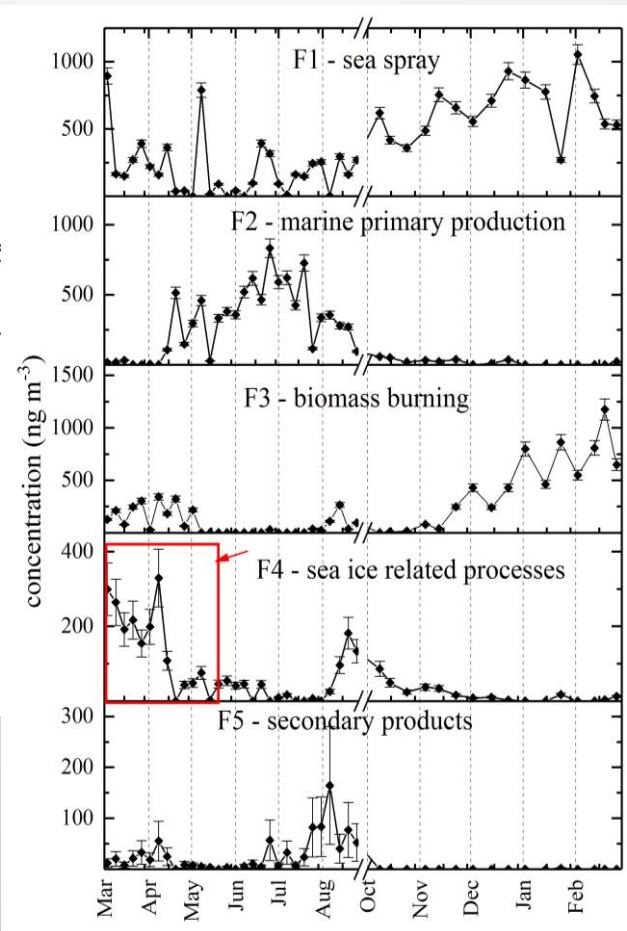 F1 - sea spray
1000
500
F2 - marine primary production
1000
500
F3 - biomass burning
1500
1000
500
F4 - sea ice related processes
400
200
F5 - secondary products
300
200
100
concentration (ng m⁻³)
Mar Apr May Jun Jul Aug Oct Nov Dec Jan Feb